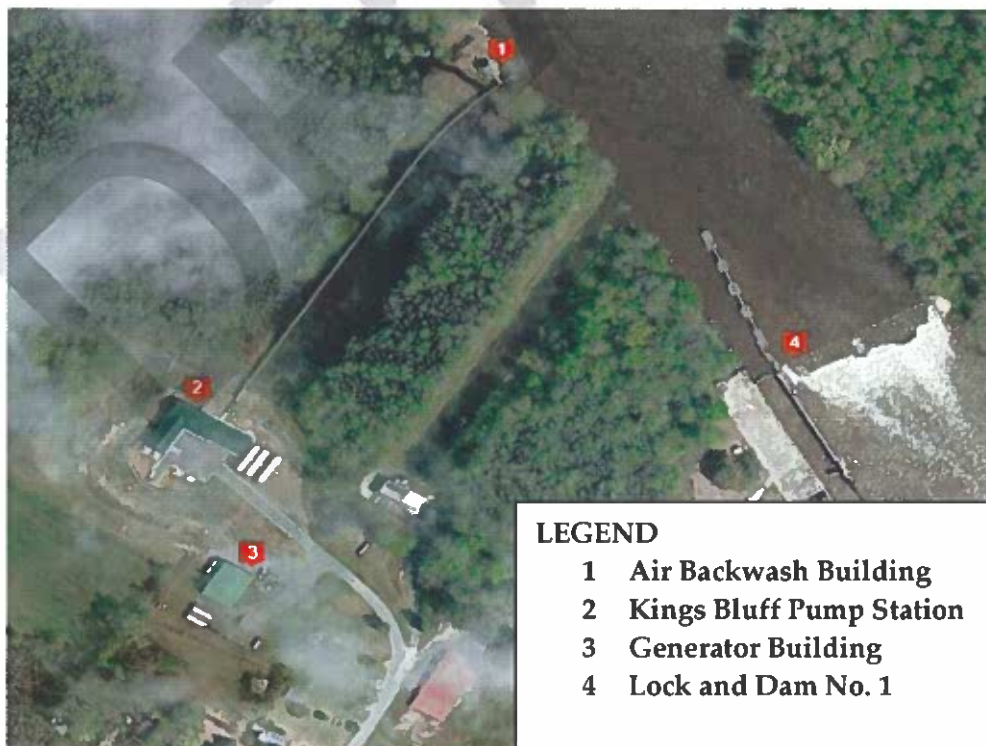 1
2
3
4
LEGEND
1 Air Backwash Building
2 Kings Bluff Pump Station
3 Generator Building
4 Lock and Dam No. 1